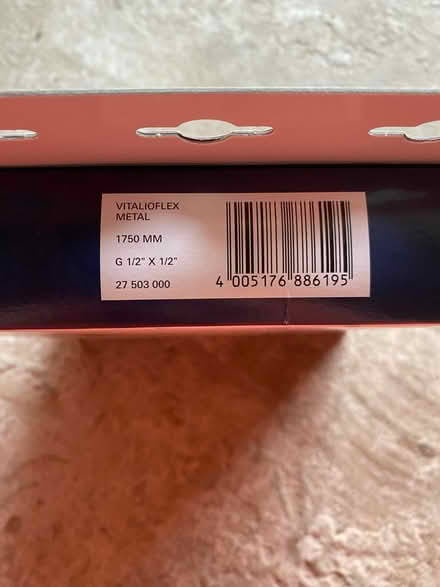 VITALIOFLEX
METAL
1750 MM
G 1/2" X 1/2"
27 503 000
4 005176 886195